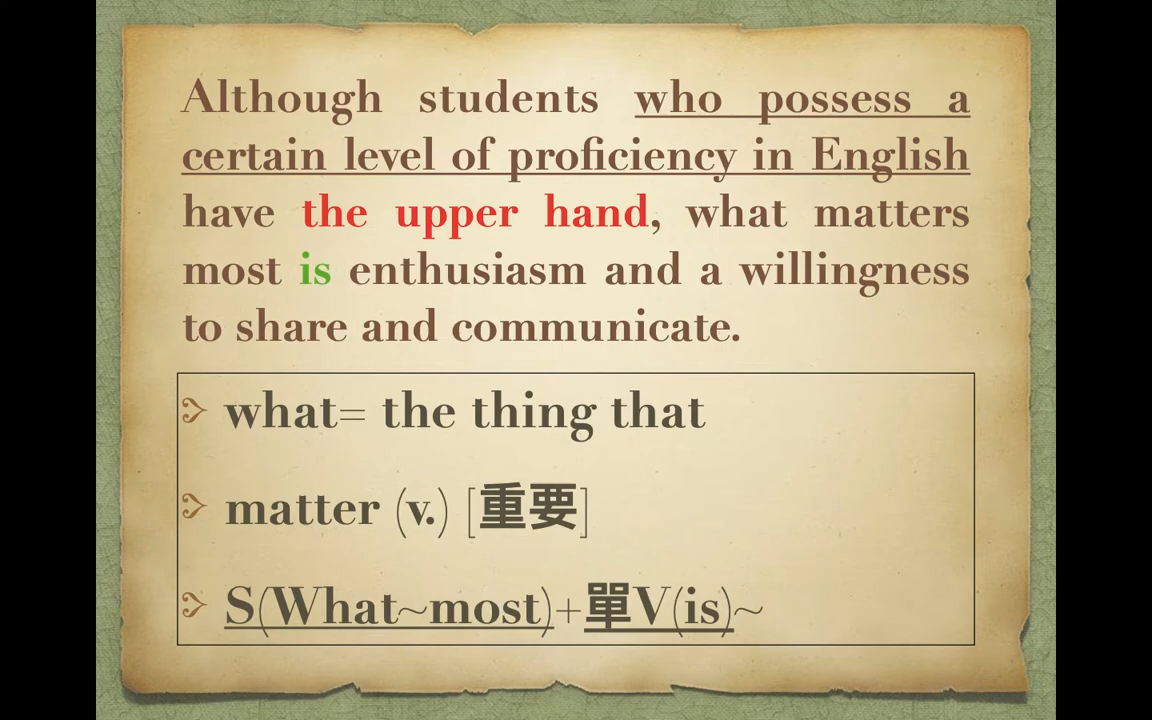 Although students who possess a
certain level of proficiency in English
have the upper hand, what matters
most is enthusiasm and a willingness
to share and communicate.
what= the thing that
matter (v.) [重要]
S(What~most)+單V(is)~